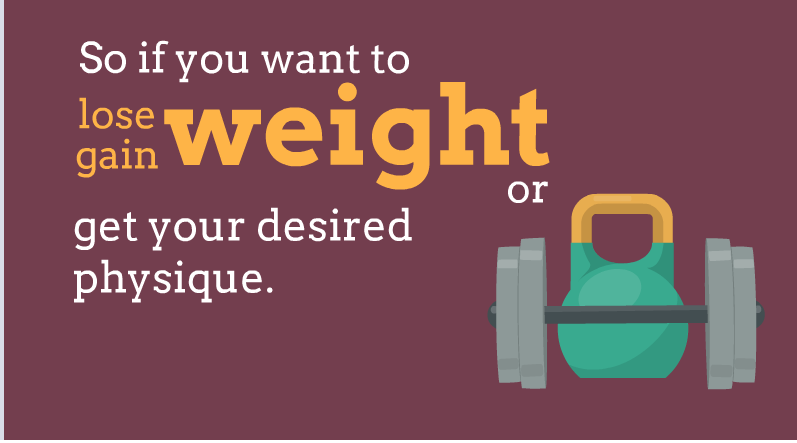 So if you want to
lose
gain
weight
or
get your desired
physique.